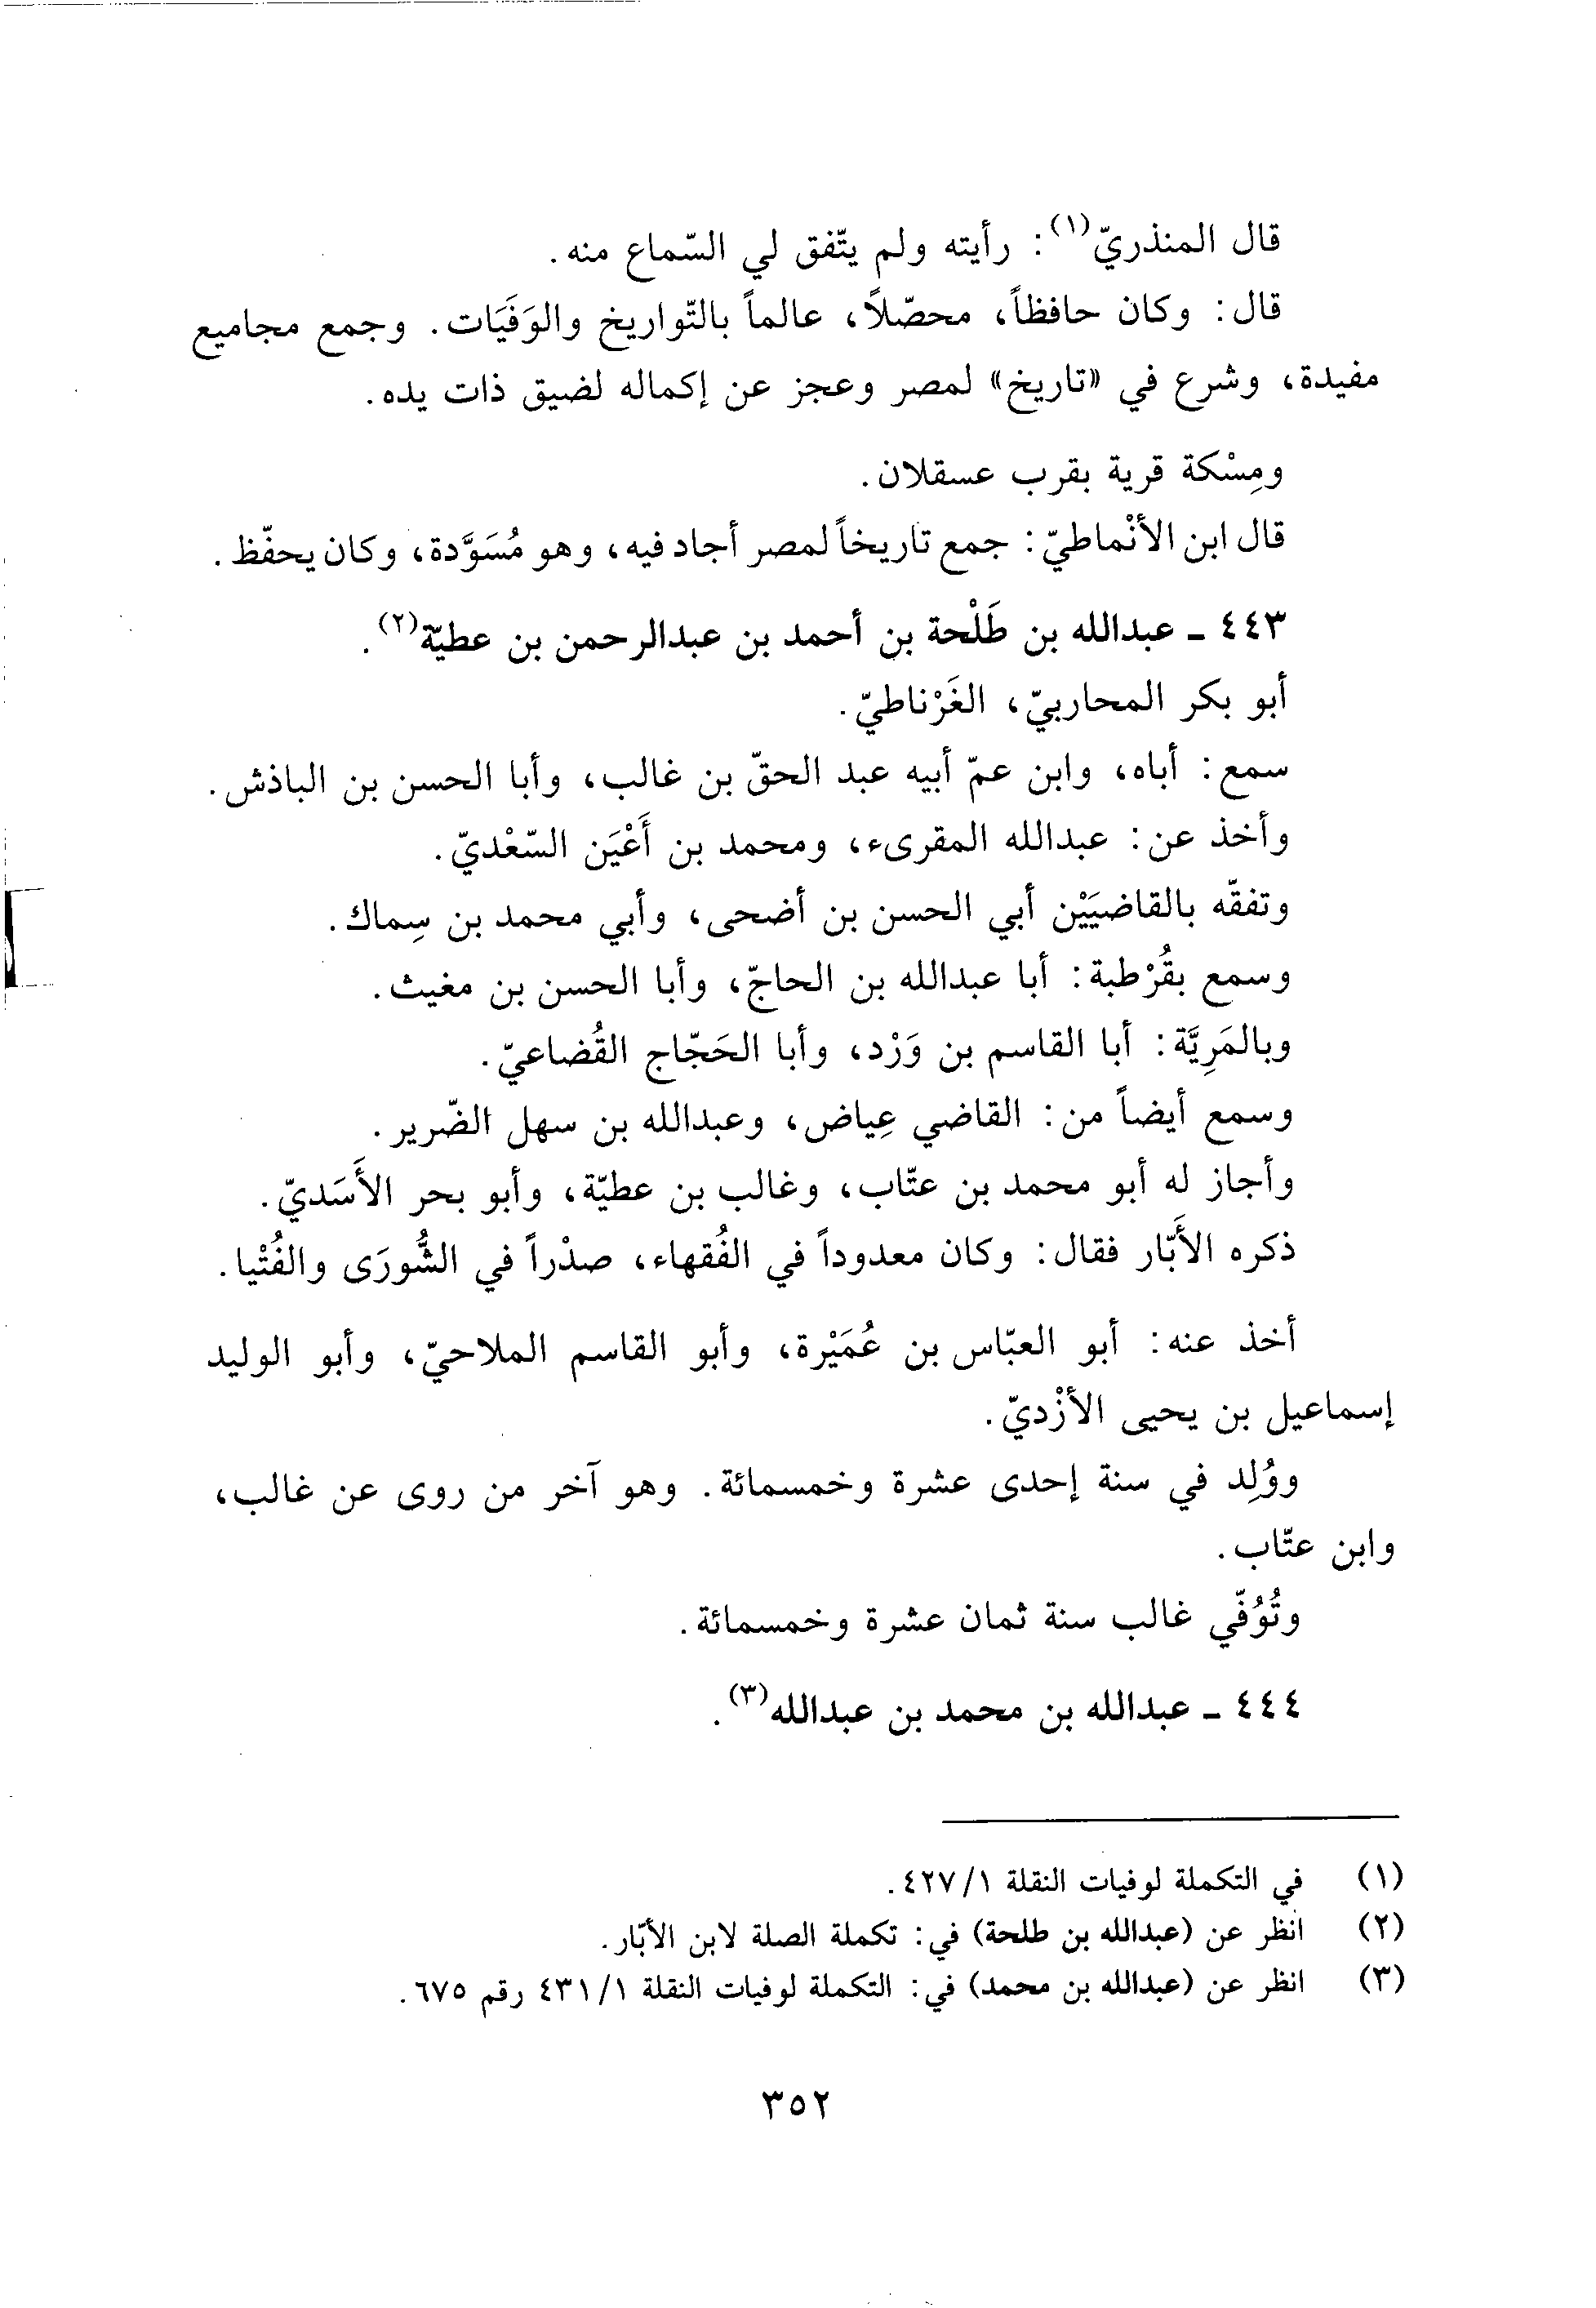 قال المنذريّ(١): رأيته ولم يتّفق لي السّماع منه.
قال: وكان حافظاً، محصّلاً، عالماً بالتّواريخ والوَفَيَات. وجمع مجاميع
مفيدة، وشرع في «تاريخ» لمصر وعجز عن إكماله لضيق ذات يده.
ومِسْكة قرية بقرب عسقلان.
قال ابن الأنْماطيّ: جمع تاريخاً لمصر أجاد فيه، وهو مُسَوَّدة، وكان يحفّظ.
٤٤٣ ـ عبدالله بن طَلْحة بن أحمد بن عبدالرحمن بن عطيّة(٢).
أبو بكر المحاربيّ، الغَرْناطيّ.
سمع: أباه، وابن عمّ أبيه عبد الحقّ بن غالب، وأبا الحسن بن الباذش.
وأخذ عن: عبدالله المقرىء، ومحمد بن أَعْيَن السّعْديّ.
وتفقّه بالقاضيَيْن أبي الحسن بن أضحى، وأبي محمد بن سِماك.
وسمع بقُرْطبة: أبا عبدالله بن الحاجّ، وأبا الحسن بن مغيث.
وبالمَرِيَّة: أبا القاسم بن وَرْد، وأبا الحَجّاج القُضاعيّ.
وسمع أيضاً من: القاضي عِياض، وعبدالله بن سهل الضّرير.
وأجاز له أبو محمد بن عتّاب، وغالب بن عطيّة، وأبو بحر الأَسَديّ.
ذكره الأبّار فقال: وكان معدوداً في الفُقهاء، صدْراً في الشُّورَى والفُتْيا.
أخذ عنه: أبو العبّاس بن عُمَيْرة، وأبو القاسم الملاحيّ، وأبو الوليد
إسماعيل بن يحيى الأزْديّ.
ووُلِد في سنة إحدى عشرة وخمسمائة. وهو آخر من روى عن غالب،
وابن عتّاب.
وتُوُفّي غالب سنة ثمان عشرة وخمسمائة.
٤٤٤ ـ عبدالله بن محمد بن عبدالله(٣).
(١) في التكملة لوفيات النقلة ١/ ٤٢٧.
(٢) انظر عن (عبدالله بن طلحة) في: تكملة الصلة لابن الأبّار.
(٣) انظر عن (عبدالله بن محمد) في: التكملة لوفيات النقلة ١/ ٤٣١ رقم ٦٧٥.
٣٥٢